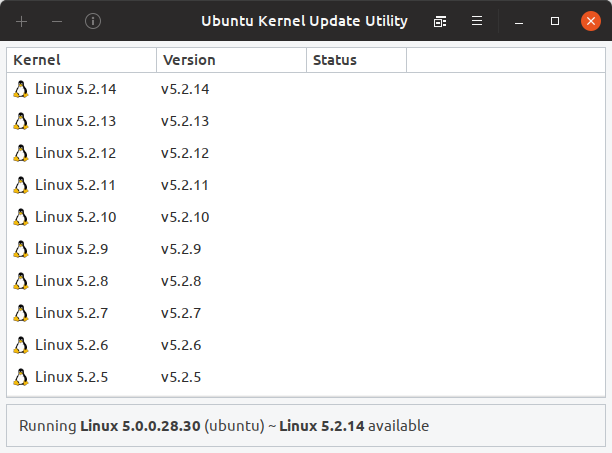 Ubuntu Kernel Update Utility
Kernel Version Status
Linux 5.2.14 v5.2.14
Linux 5.2.13 v5.2.13
Linux 5.2.12 v5.2.12
Linux 5.2.11 v5.2.11
Linux 5.2.10 v5.2.10
Linux 5.2.9 v5.2.9
Linux 5.2.8 v5.2.8
Linux 5.2.7 v5.2.7
Linux 5.2.6 v5.2.6
Linux 5.2.5 v5.2.5
Running Linux 5.0.0.28.30 (ubuntu) ~ Linux 5.2.14 available